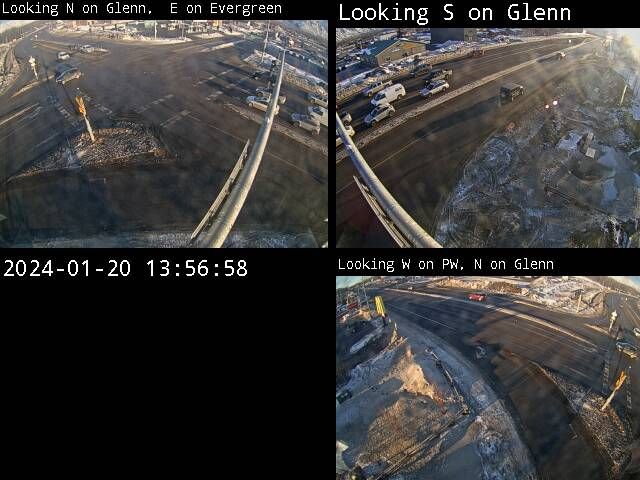 Looking N on Glenn,  E on Evergreen
Looking S on Glenn
2024-01-20 13:56:58
Looking W on PW, N on Glenn